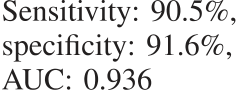 Sensitivity: 90.5%,
specificity: 91.6%,
AUC: 0.936